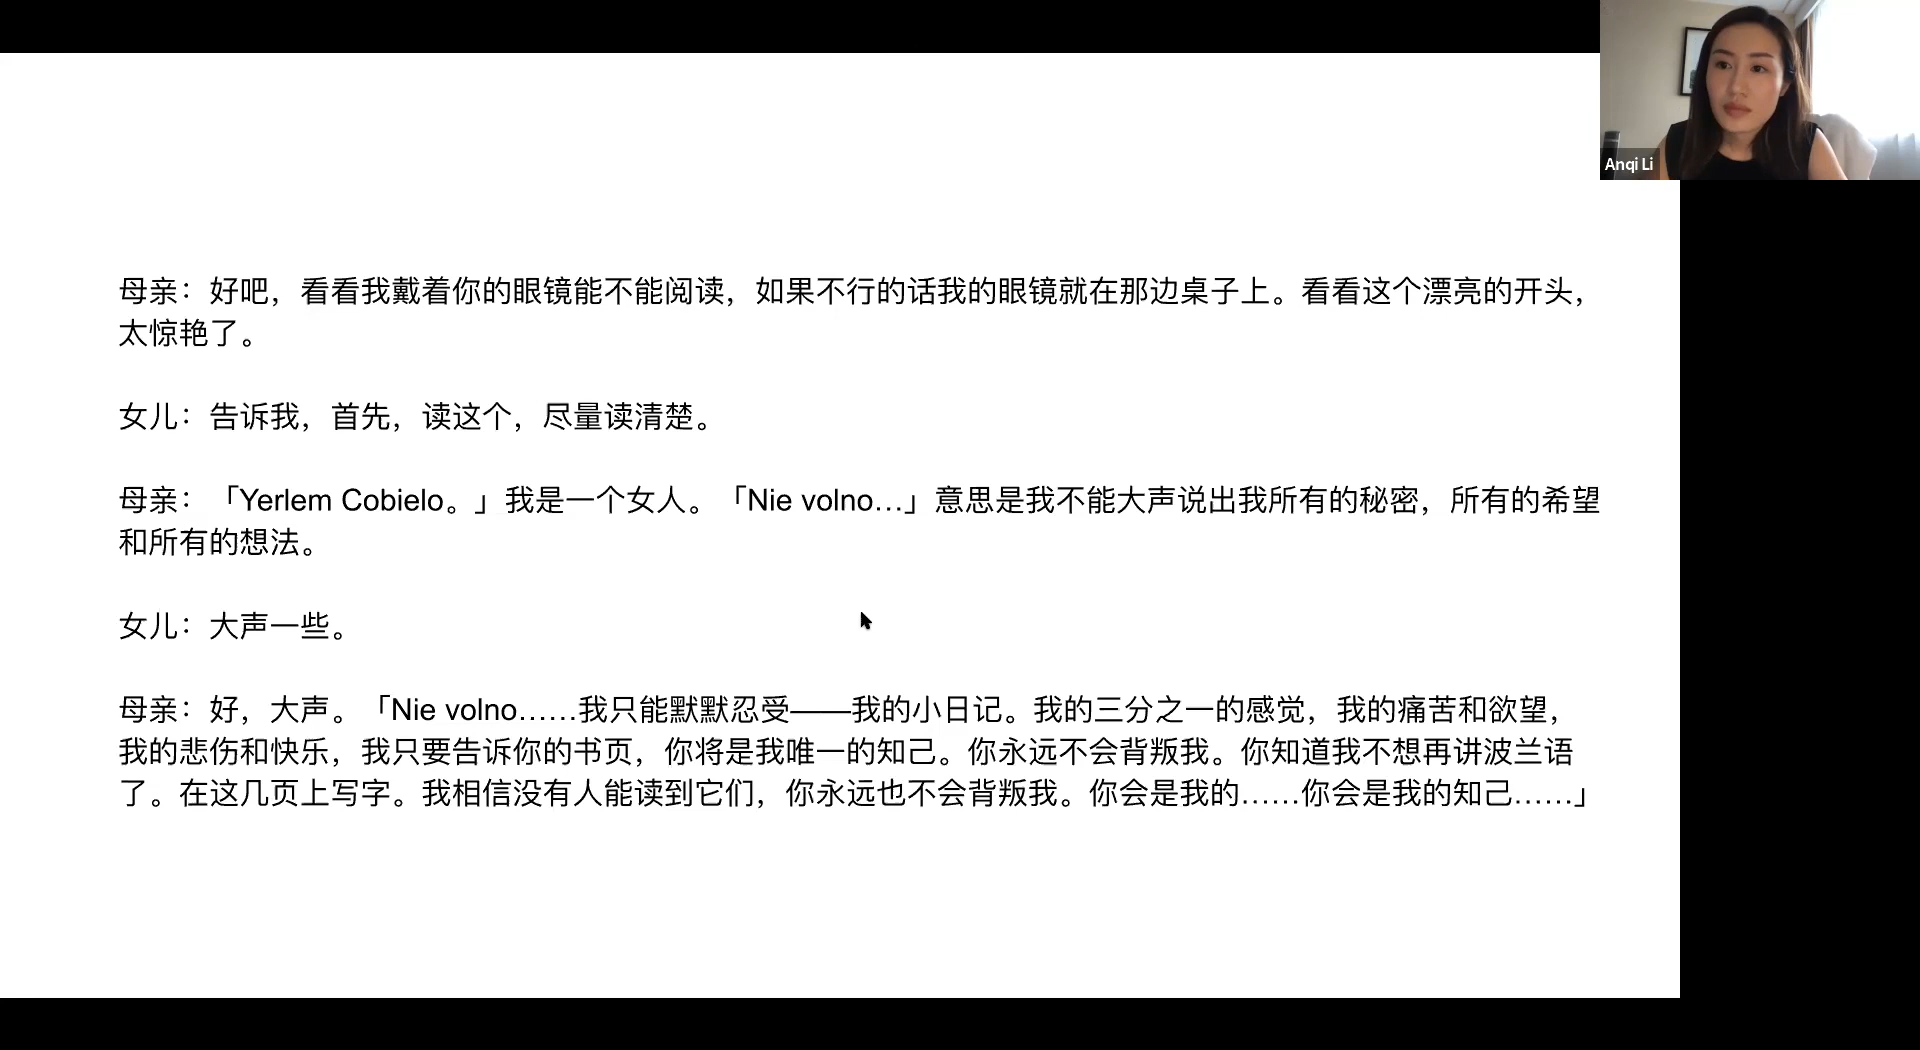 Anqi Li
母亲：好吧，看看我戴着你的眼镜能不能阅读，如果不行的话我的眼镜就在那边桌子上。看看这个漂亮的开头，
太惊艳了。
女儿：告诉我，首先，读这个，尽量读清楚。
母亲：「Yerlem Cobielo。」我是一个女人。「Nie volno…」意思是我不能大声说出我所有的秘密，所有的希望
和所有的想法。
女儿：大声一些。
母亲：好，大声。「Nie volno……我只能默默忍受——我的小日记。我的三分之一的感觉，我的痛苦和欲望，
我的悲伤和快乐，我只要告诉你的书页，你将是我唯一的知己。你永远不会背叛我。你知道我不想再讲波兰语
了。在这几页上写字。我相信没有人能读到它们，你永远也不会背叛我。你会是我的……你会是我的知己……」